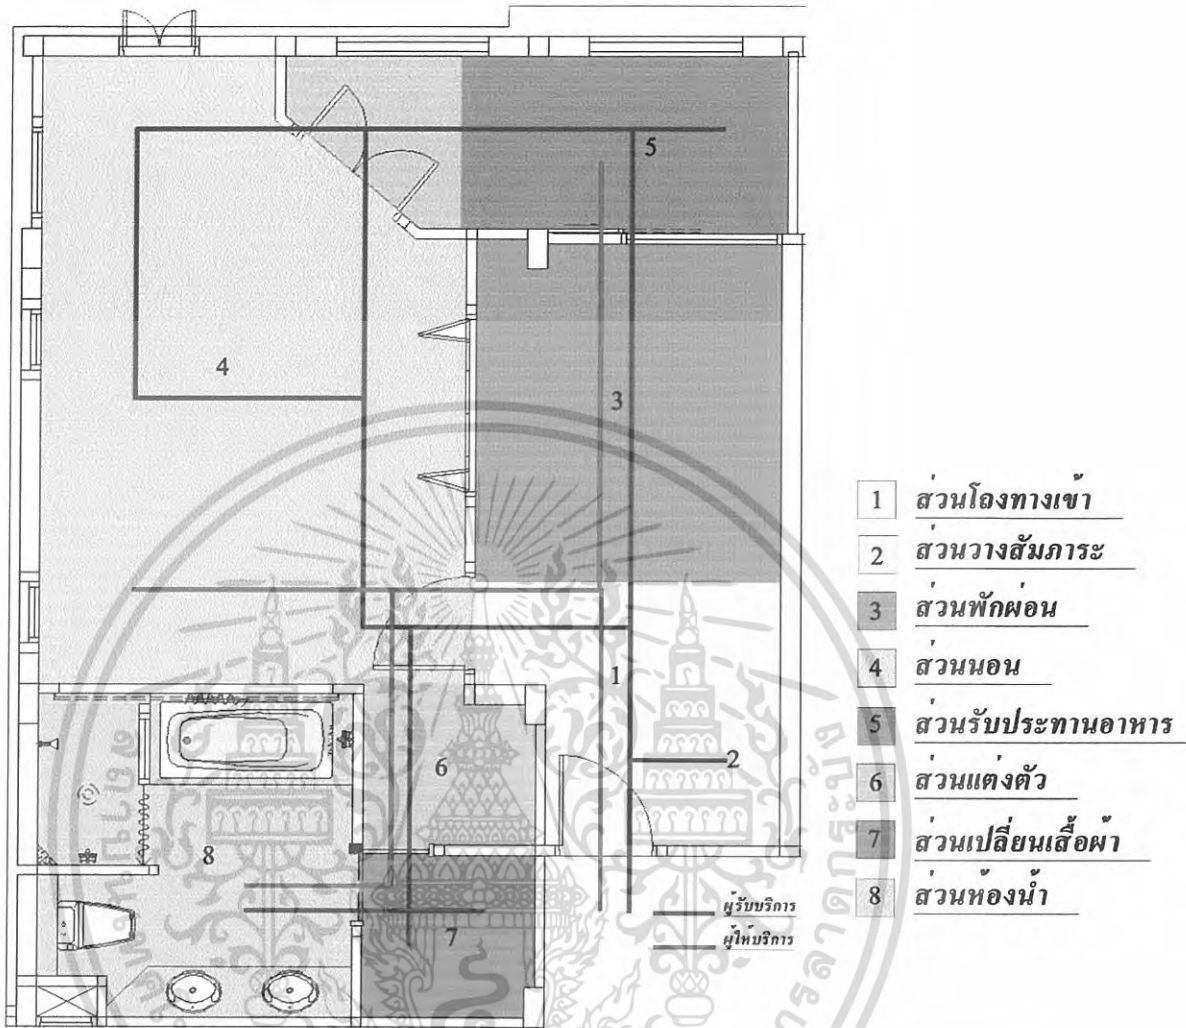 5
4
3
1
6
2
8
7
ผู้รับบริการ
ผู้ให้บริการ
1 ส่วนโถงทางเข้า
2 ส่วนวางสัมภาระ
3 ส่วนพักผ่อน
4 ส่วนนอน
5 ส่วนรับประทานอาหาร
6 ส่วนแต่งตัว
7 ส่วนเปลี่ยนเสื้อผ้า
8 ส่วนห้องน้ำ